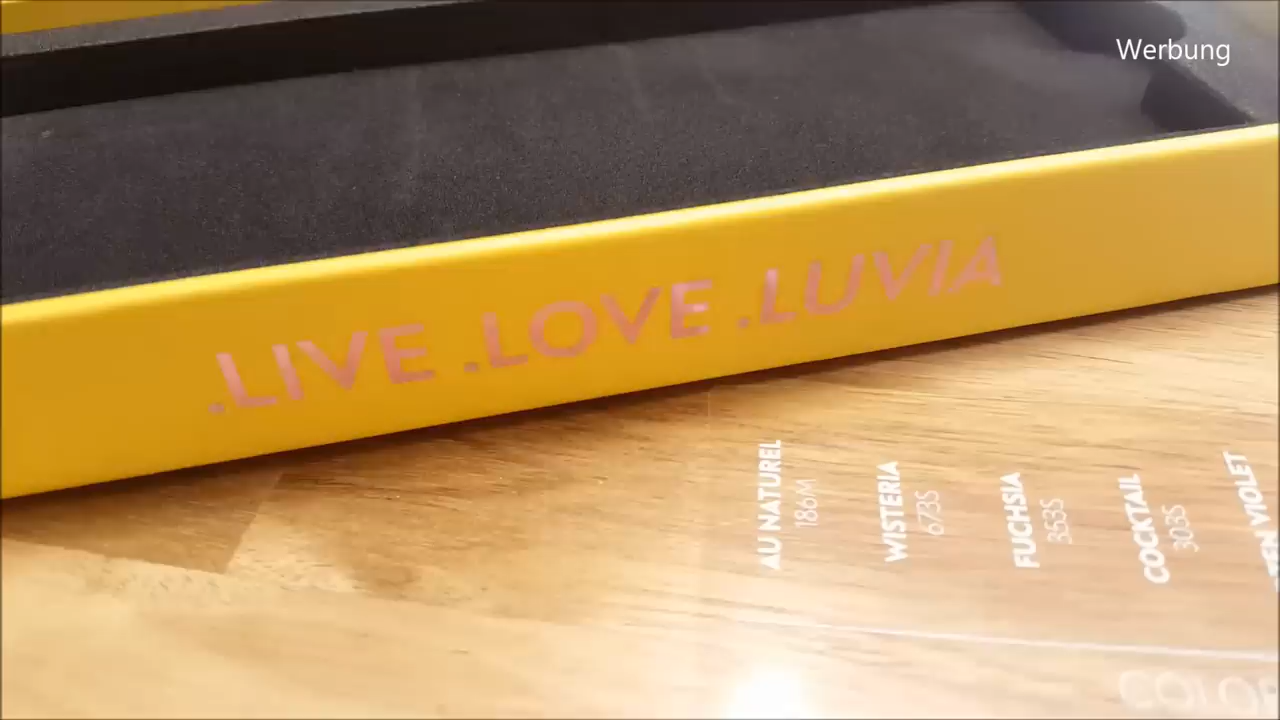 Werbung
.LIVE .LOVE .LUVIA
AU NATUREL
186M
WISTERIA
673S
FUCHSIA
353S
COCKTAIL
303S
VIOLET